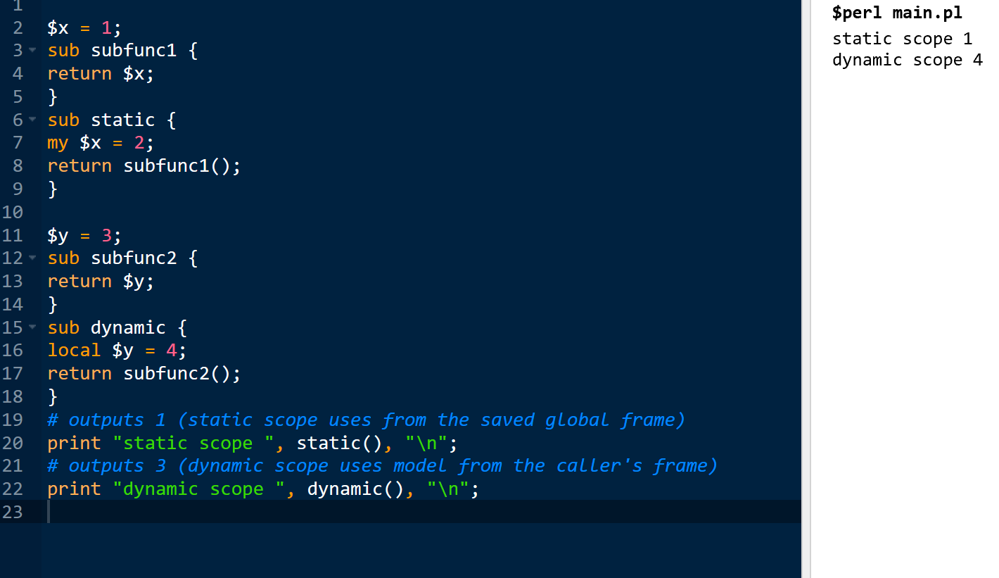 1
2 $x = 1;
3 sub subfunc1 {
4 return $x;
5 }
6 sub static {
7 my $x = 2;
8 return subfunc1();
9 }
10
11 $y = 3;
12 sub subfunc2 {
13 return $y;
14 }
15 sub dynamic {
16 local $y = 4;
17 return subfunc2();
18 }
19 # outputs 1 (static scope uses from the saved global frame)
20 print "static scope ", static(), "\n";
21 # outputs 3 (dynamic scope uses model from the caller's frame)
22 print "dynamic scope ", dynamic(), "\n";
23
$perl main.pl
static scope 1
dynamic scope 4